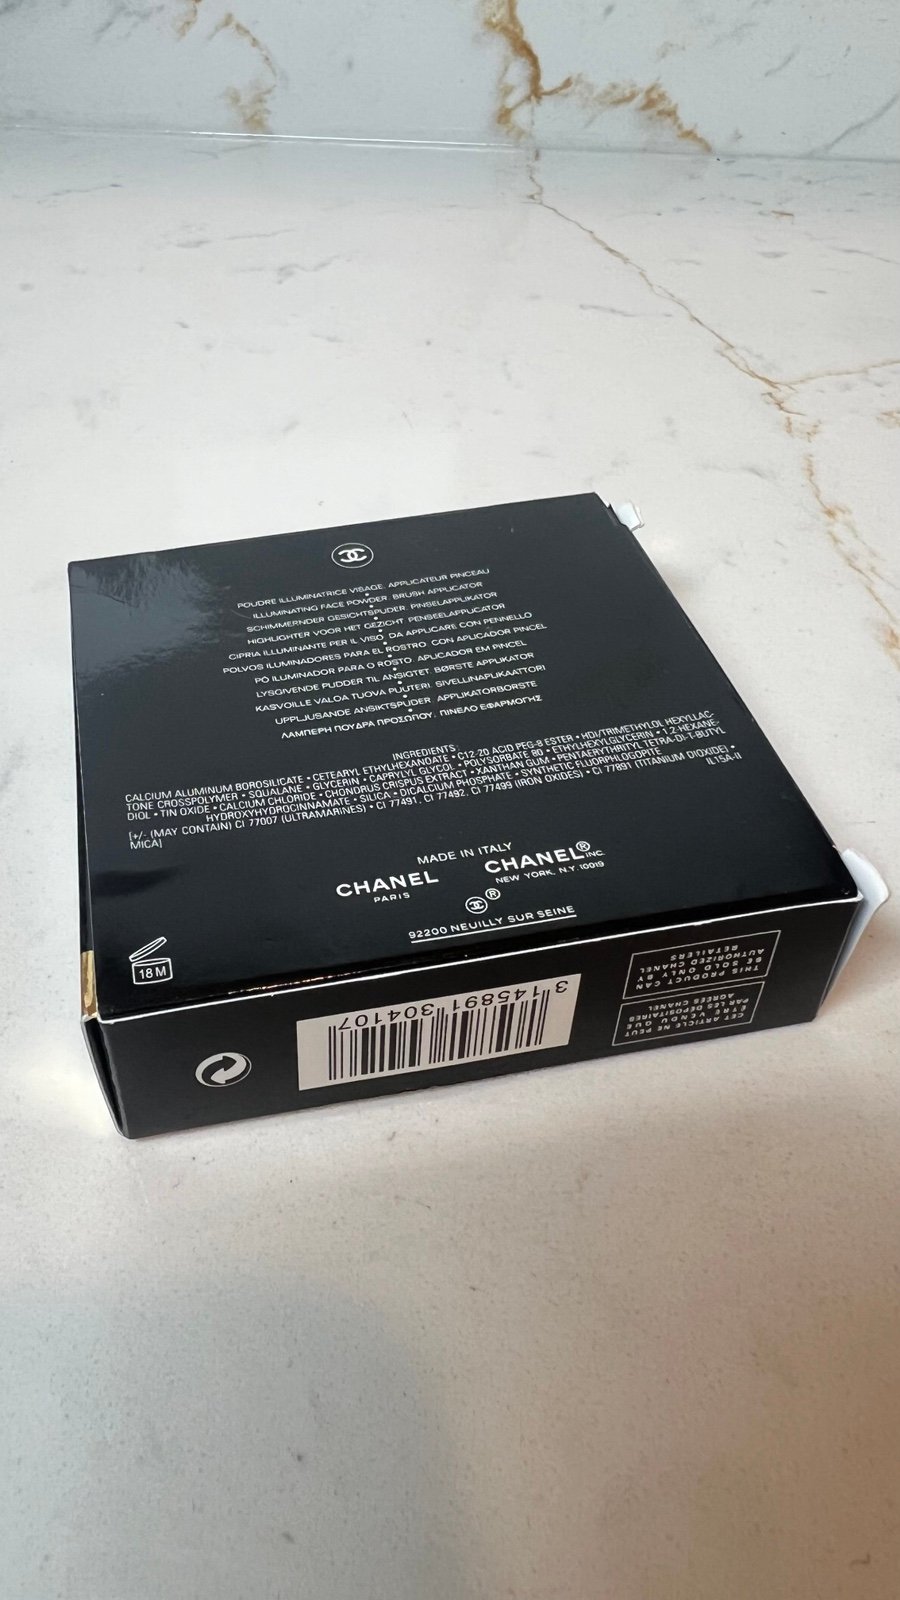 POUDRE ILLUMINATRICE VISAGE. APPLICATEUR PINCEAU
•
ILLUMINATING FACE POWDER. BRUSH APPLICATOR
•
SCHIMMERNDER GESICHTSPUDER. PINSELAPPLIKATOR
•
HIGHLIGHTER VOOR HET GEZICHT. PENSEELAPPLICATOR
•
CIPRIA ILLUMINANTE PER IL VISO. DA APPLICARE CON PENNELLO
•
POLVOS ILUMINADORES PARA EL ROSTRO. CON APLICADOR PINCEL
•
PÓ ILUMINADOR PARA O ROSTO. APLICADOR EM PINCEL
•
LYSGIVENDE PUDDER TIL ANSIGTET. BØRSTE APPLIKATOR
•
KASVOILLE VALOA TUOVA PUUTERI. SIVELLINAPLIKAATTORI
•
UPPLJUSANDE ANSIKTSPUDER. APPLIKATORBORSTE
•
ΛΑΜΠΕΡΗ ΠΟΥΔΡΑ ΠΡΟΣΩΠΟΥ. ΠΙΝΕΛΟ ΕΦΑΡΜΟΓΗΣ
INGREDIENTS:
CALCIUM ALUMINUM BOROSILICATE • CETEARYL ETHYLHEXANOATE • C12-20 ACID PEG-8 ESTER • HDI/TRIMETHYLOL HEXYLLAC-
TONE CROSSPOLYMER • SQUALANE • GLYCERIN • CAPRYLYL GLYCOL • POLYSORBATE 80 • ETHYLHEXYLGLYCERIN • 1,2-HEXANE-
DIOL • TIN OXIDE • CALCIUM CHLORIDE • CHONDRUS CRISPUS EXTRACT • XANTHAN GUM • PENTAERYTHRITYL TETRA-DI-T-BUTYL
HYDROXYHYDROCINNAMATE • SILICA • DICALCIUM PHOSPHATE • SYNTHETIC FLUORPHLOGOPITE
[+/- (MAY CONTAIN) CI 77007 (ULTRAMARINES) • CI 77491, CI 77492, CI 77499 (IRON OXIDES) • CI 77891 (TITANIUM DIOXIDE) •
MICA] IL15A-II
MADE IN ITALY
CHANEL CHANEL® INC.
PARIS NEW YORK, N.Y. 10019
®
92200 NEUILLY SUR SEINE
18 M
3 145891 304107
THIS PRODUCT CAN
BE SOLD ONLY BY
AUTHORIZED CHANEL
RETAILERS
CET ARTICLE NE PEUT
ÊTRE VENDU QUE
PAR LES DÉPOSITAIRES
AGRÉÉS CHANEL